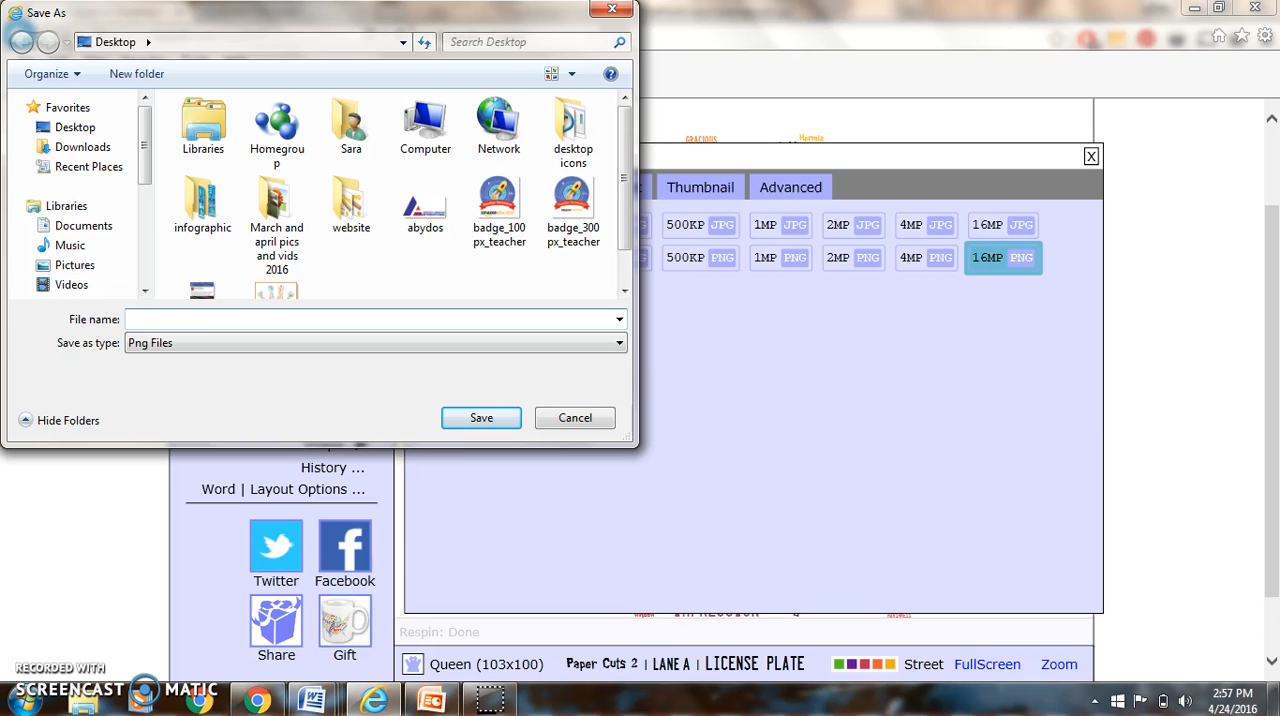 Save As
Desktop
Search Desktop
Organize
New folder
Favorites
Desktop
Downloads
Recent Places
Libraries
Documents
Music
Pictures
Videos
Libraries
Homegrou
p
Sara
Computer
Network
desktop
icons
infographic
March and
april pics
and vids
2016
website
abydos
badge_100
px_teacher
badge_300
px_teacher
File name:
Save as type:
Png Files
Hide Folders
Save
Cancel
GRACIOUS
Hermia
X
Thumbnail
Advanced
500KP JPG
1MP JPG
2MP JPG
4MP JPG
16MP JPG
500KP PNG
1MP PNG
2MP PNG
4MP PNG
16MP PNG
History ...
Word | Layout Options ...
Twitter
Facebook
Share
Gift
Respin: Done
Queen (103x100)
Paper Cuts 2 | LANE A | LICENSE PLATE
Street
FullScreen
Zoom
RECORDED WITH
SCREENCAST MATIC
2:57 PM
4/24/2016